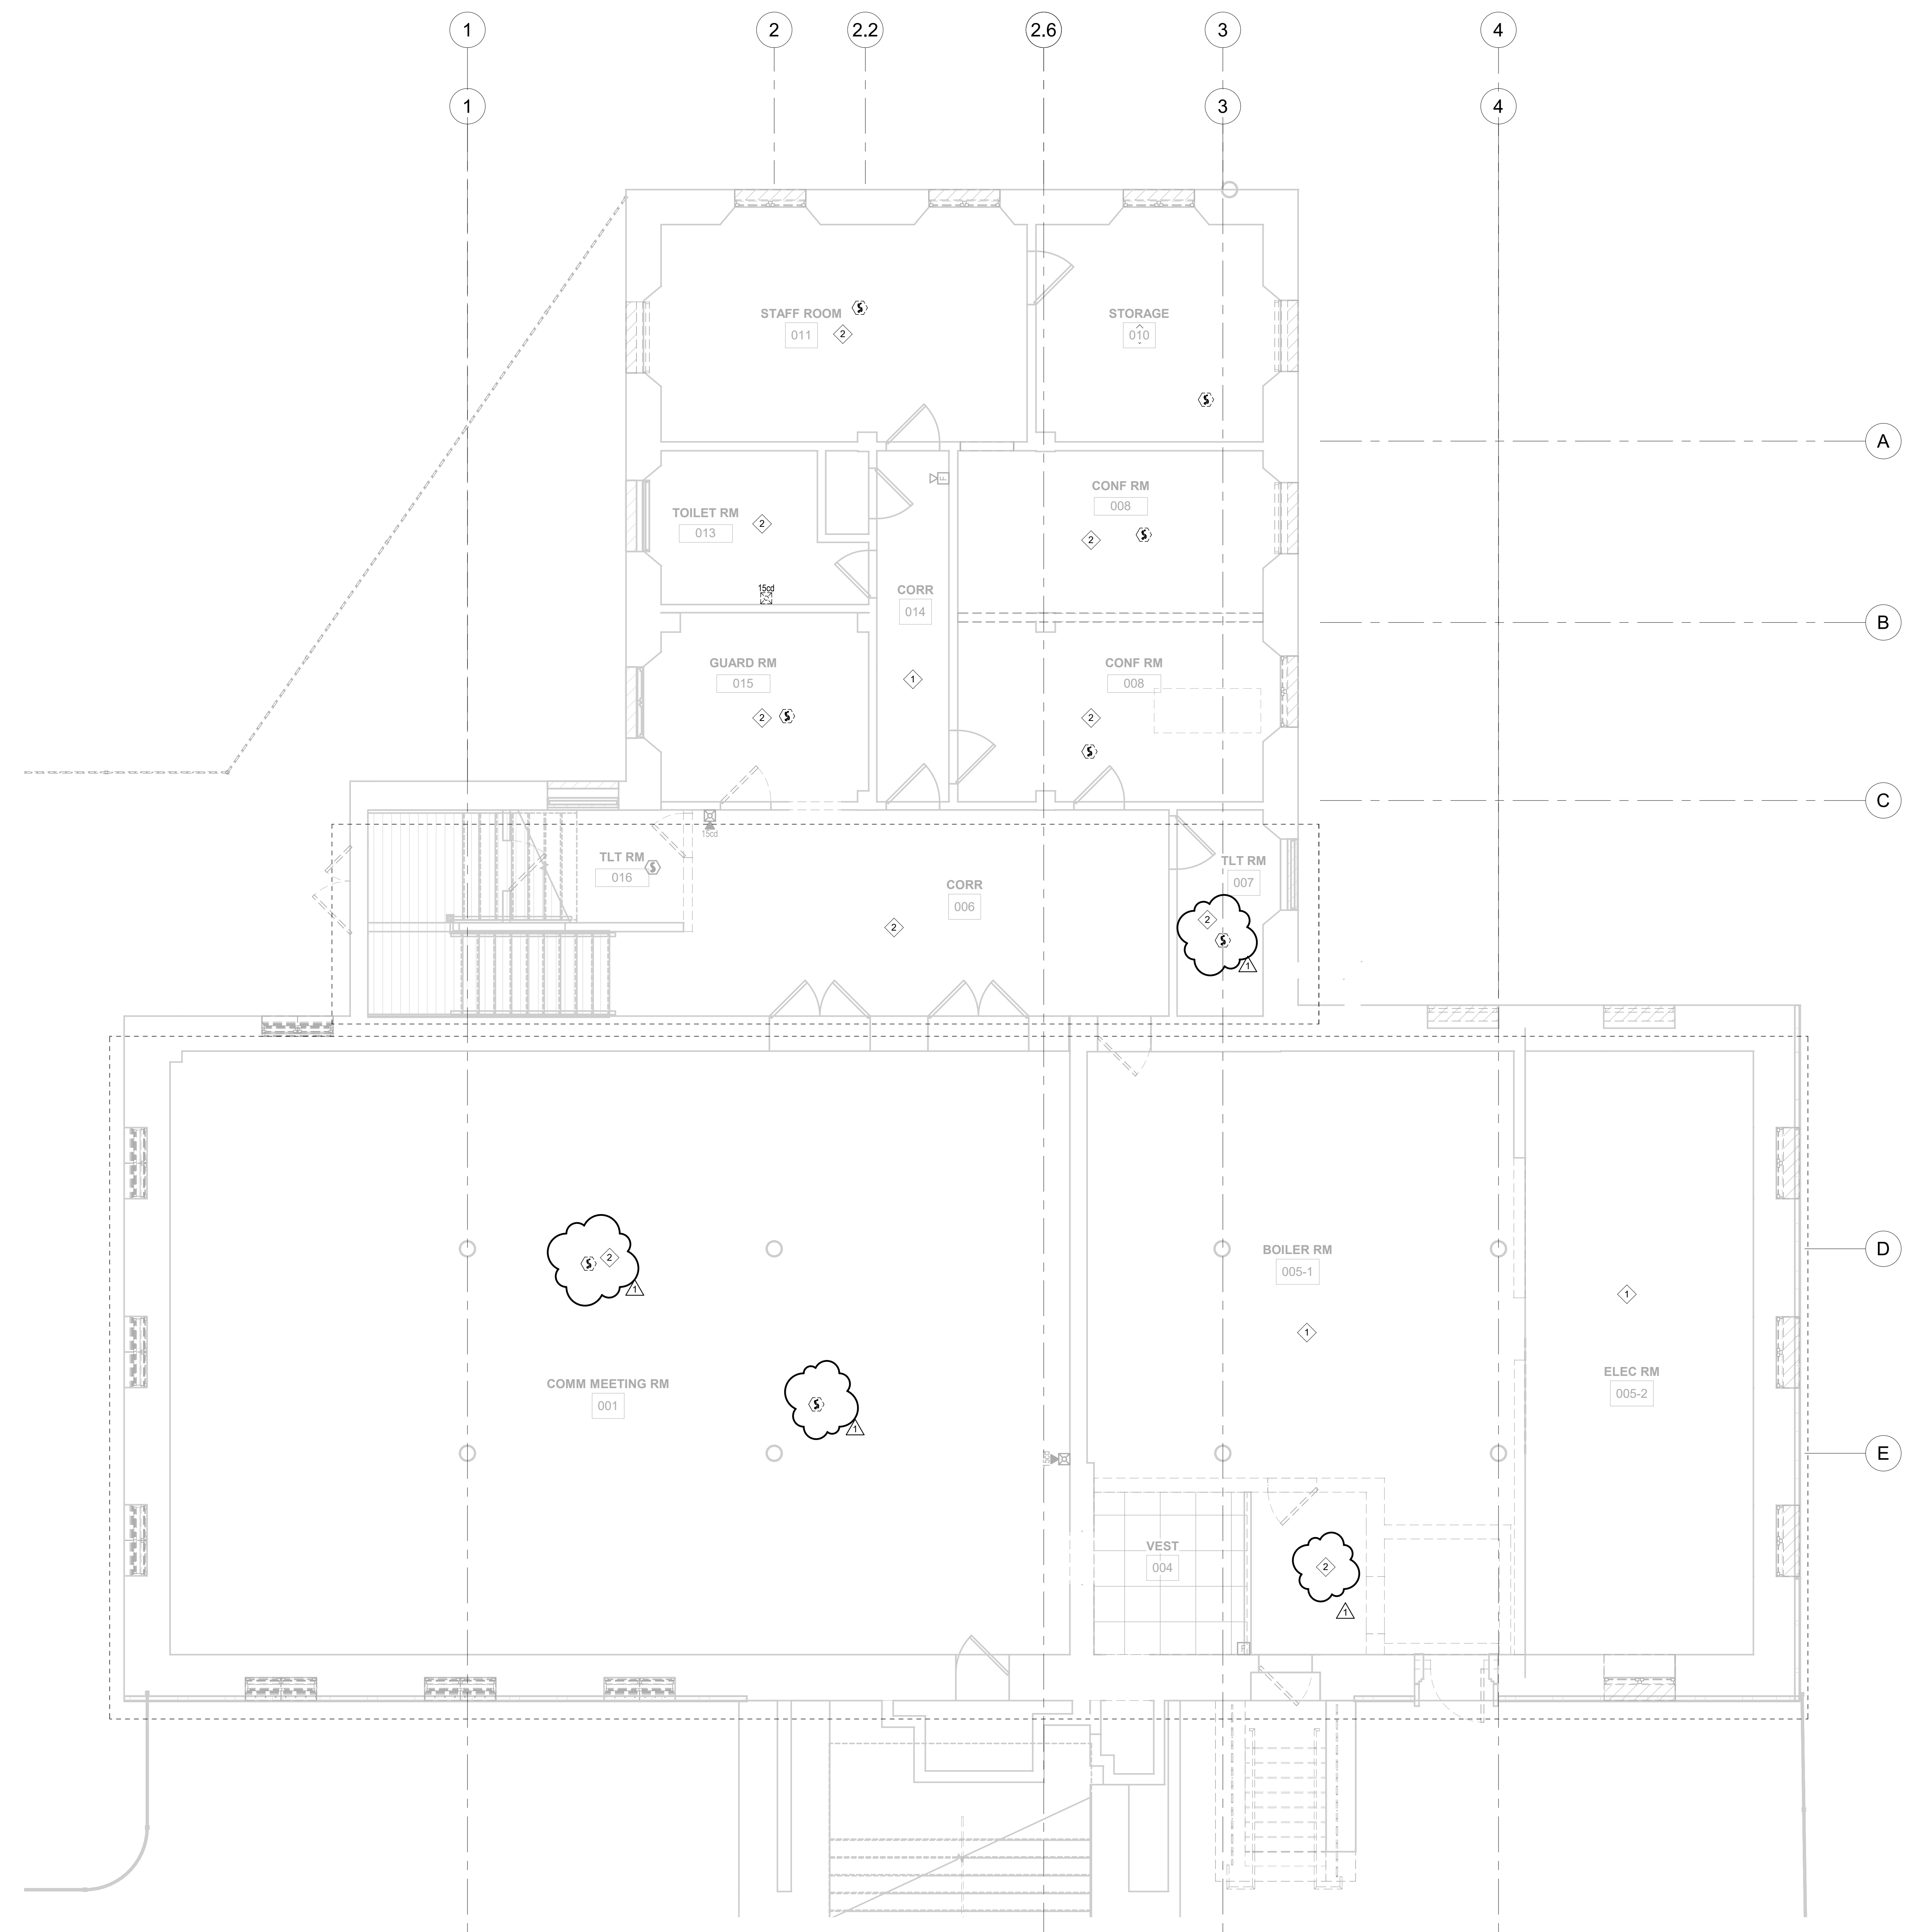 1 2 2.2 2.6 3 4
1 3 4
STAFF ROOM
011
2
S
STORAGE
010
S
A
F
CONF RM
008
2
S
TOILET RM
013
2
15cd
CORR
014
1
B
GUARD RM
015
2
S
CONF RM
008
2
S
C
15cd
TLT RM
016
S
CORR
006
2
TLT RM
007
2
S
1
D
S
2
1
BOILER RM
005-1
1
1
COMM MEETING RM
001
S
1
ELEC RM
005-2
E
15cd
VEST
004
2
1
F